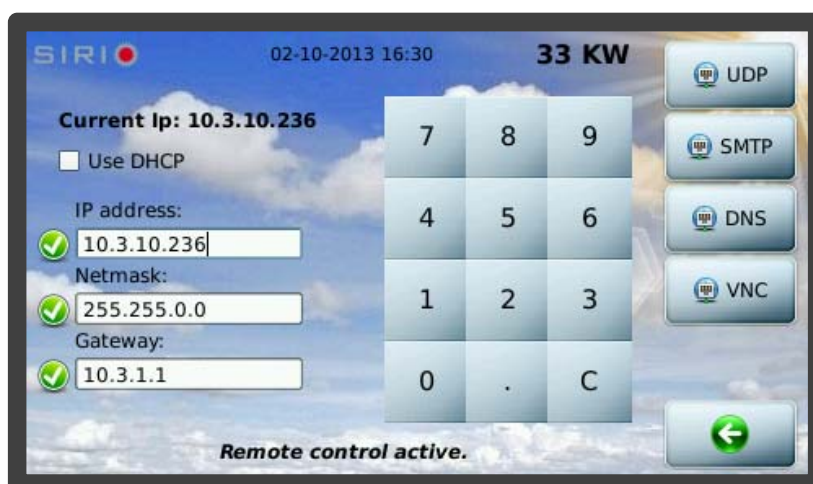 SIRIO
02-10-2013 16:30
33 KW
Current Ip: 10.3.10.236
Use DHCP
IP address:
10.3.10.236
Netmask:
255.255.0.0
Gateway:
10.3.1.1
7 8 9
4 5 6
1 2 3
0 . C
UDP
SMTP
DNS
VNC
Remote control active.